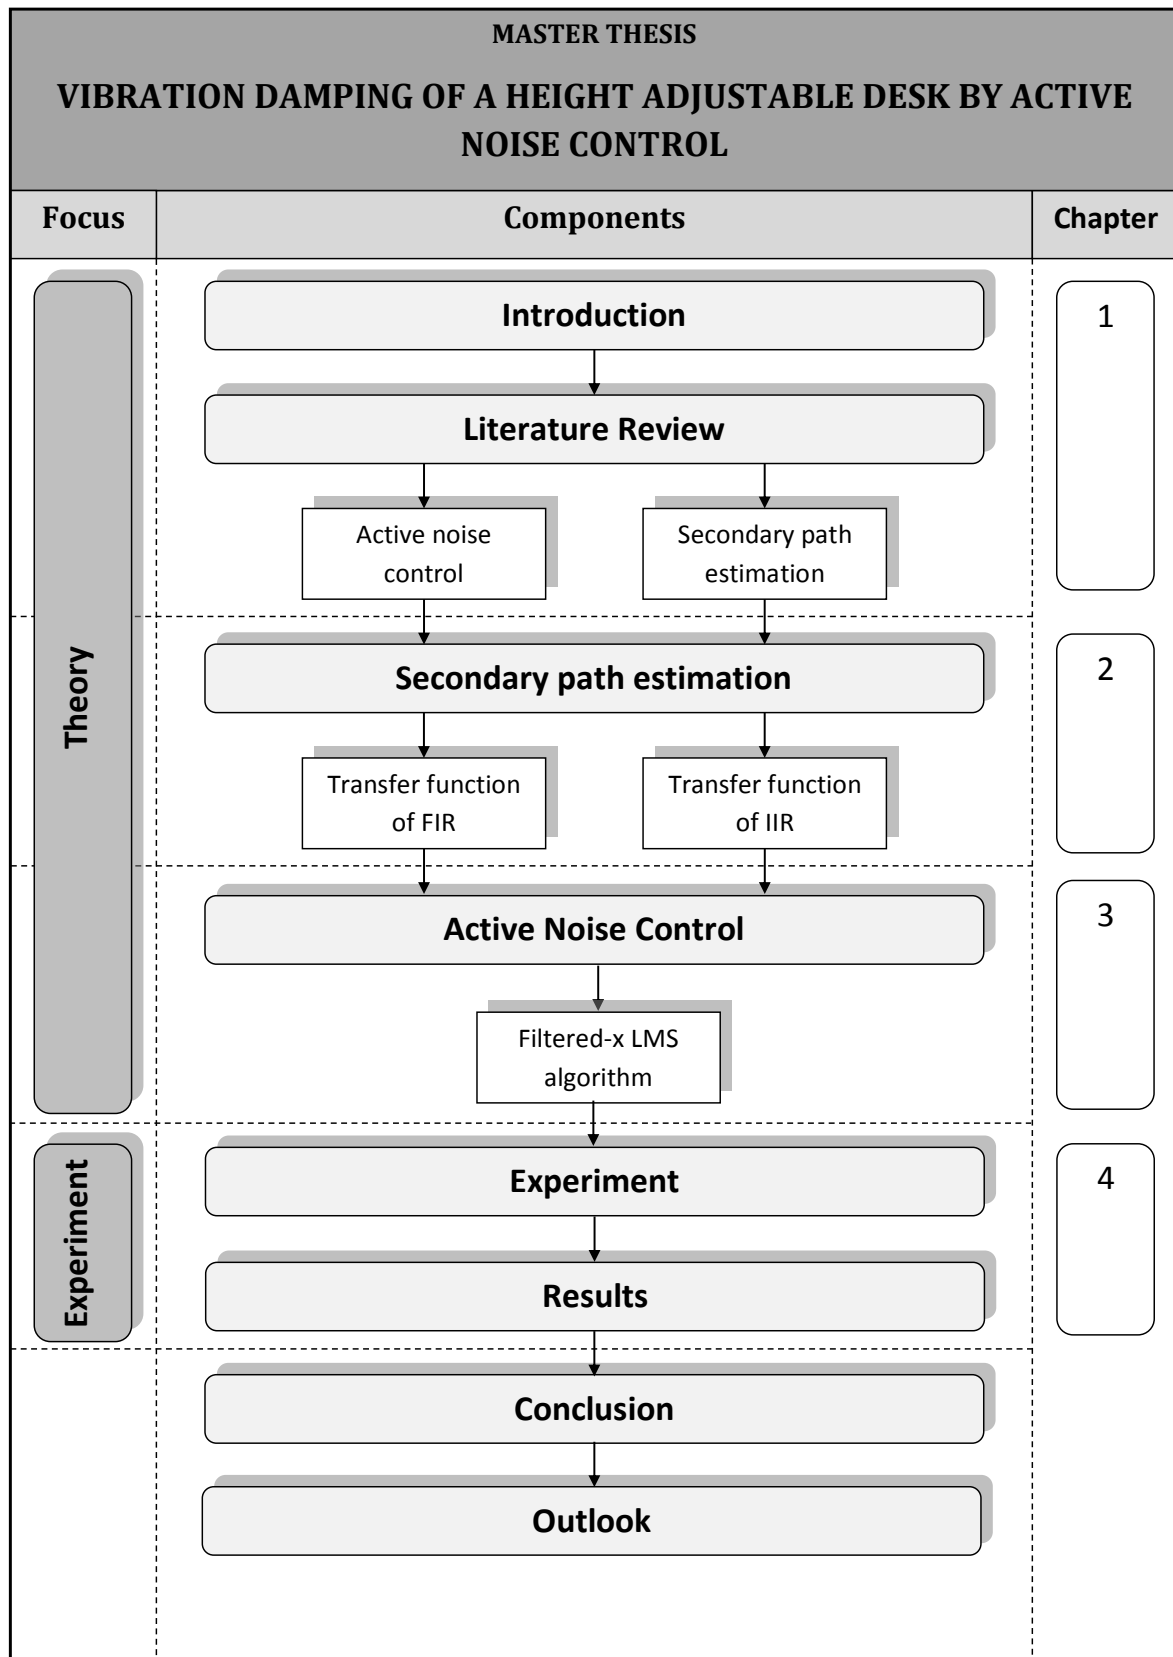 MASTER THESIS
VIBRATION DAMPING OF A HEIGHT ADJUSTABLE DESK BY ACTIVE
NOISE CONTROL
Focus
Components
Chapter
Theory
Introduction
1
Literature Review
Active noise
control
Secondary path
estimation
Secondary path estimation
2
Transfer function
of FIR
Transfer function
of IIR
Active Noise Control
3
Filtered-x LMS
algorithm
Experiment
Experiment
4
Results
Conclusion
Outlook